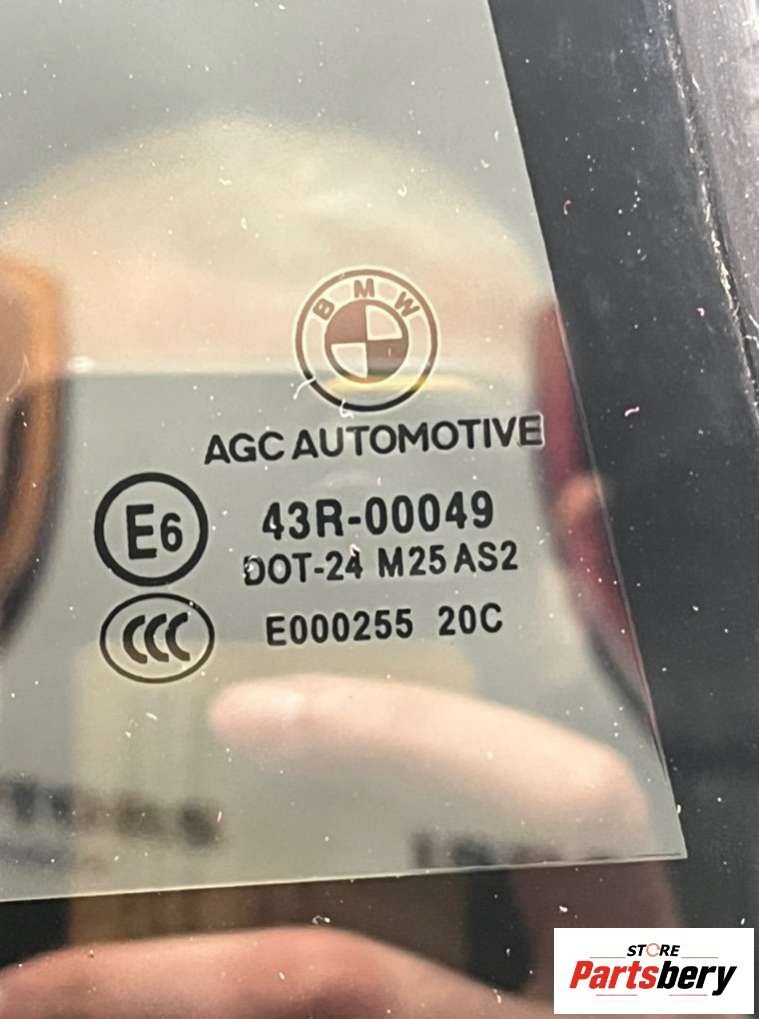 BMW
AGC AUTOMOTIVE
E6 43R-00049
DOT-24 M25 AS2
CCC E000255 20C
STORE
Partsbery